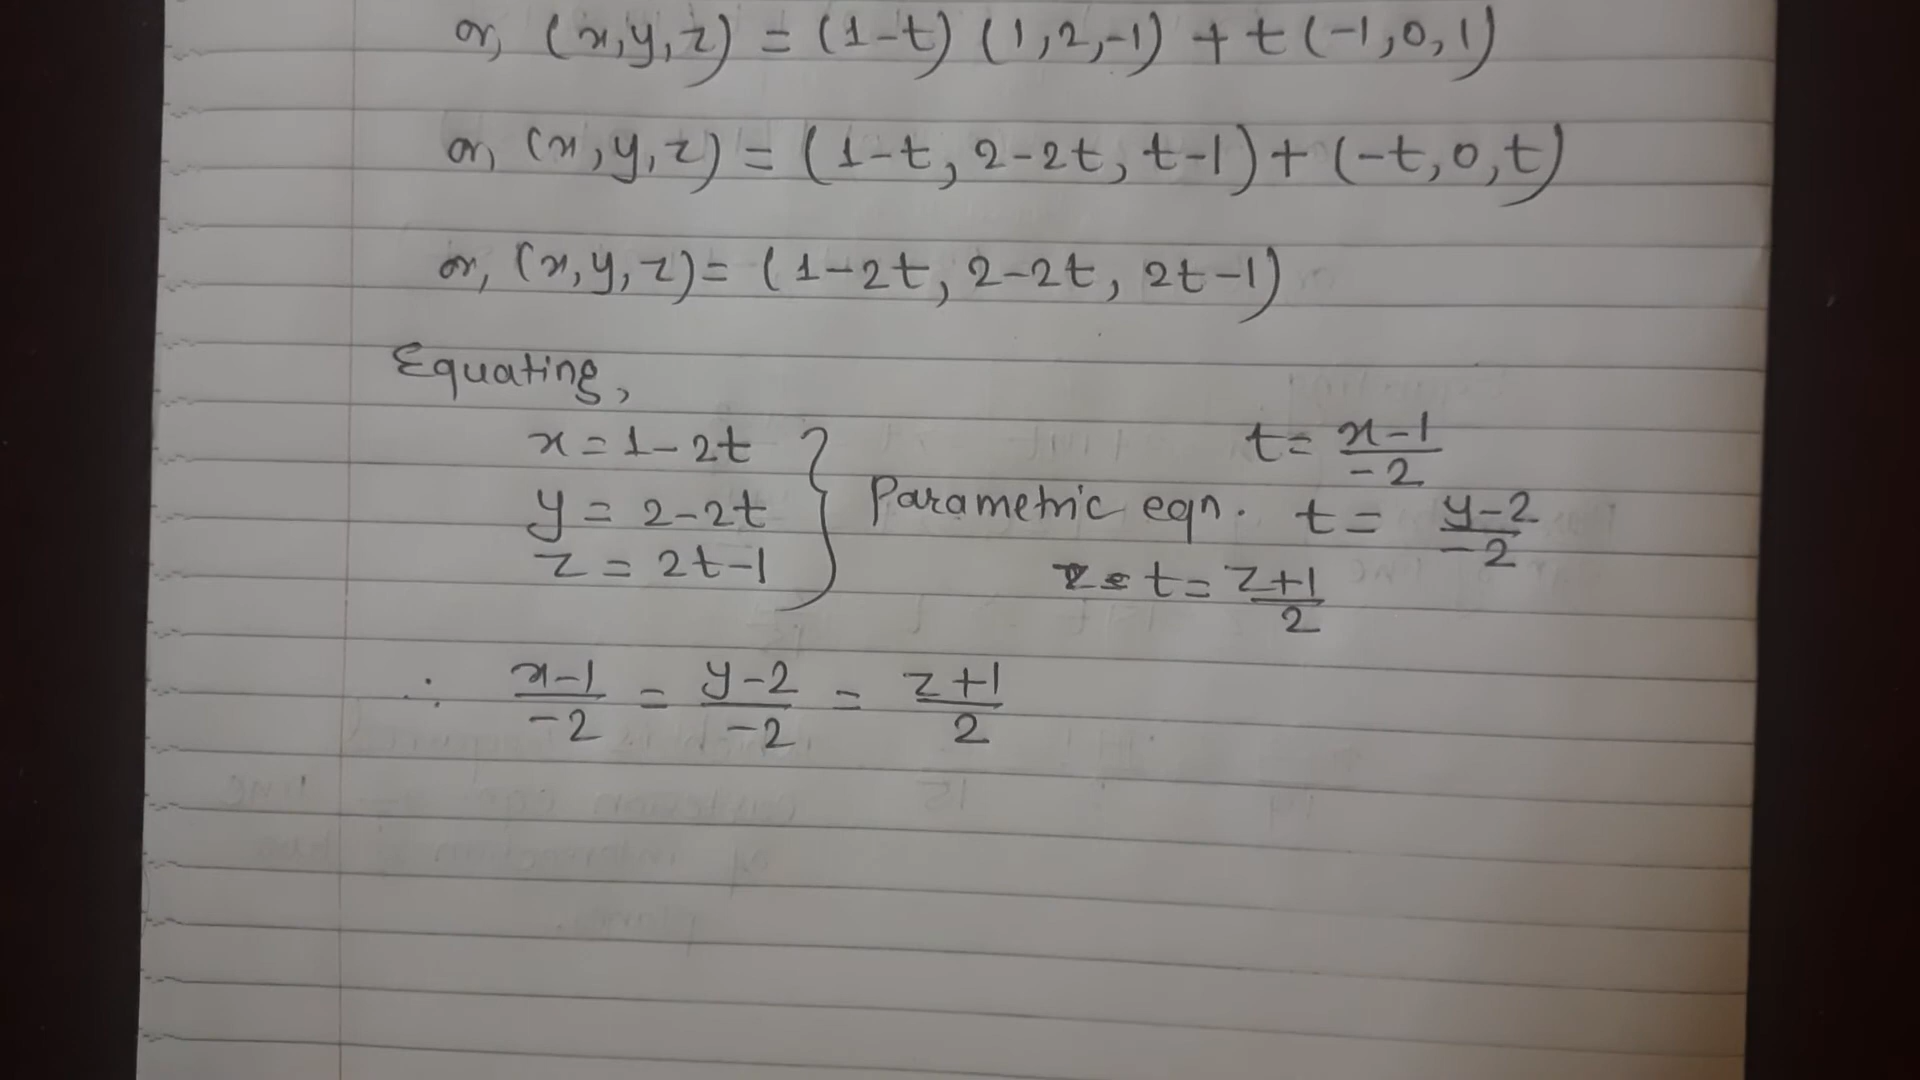 or, (x,y,z) = (1-t) (1,2,-1) + t (-1,0,1)
or, (x,y,z) = (1-t, 2-2t, t-1) + (-t,0,t)
or, (x,y,z) = (1-2t, 2-2t, 2t-1)
Equating,
x = 1-2t t = x-1/-2
y = 2-2t } Parametric eqn. t = y-2/-2
z = 2t-1 t = z+1/2
∴ x-1/-2 = y-2/-2 = z+1/2